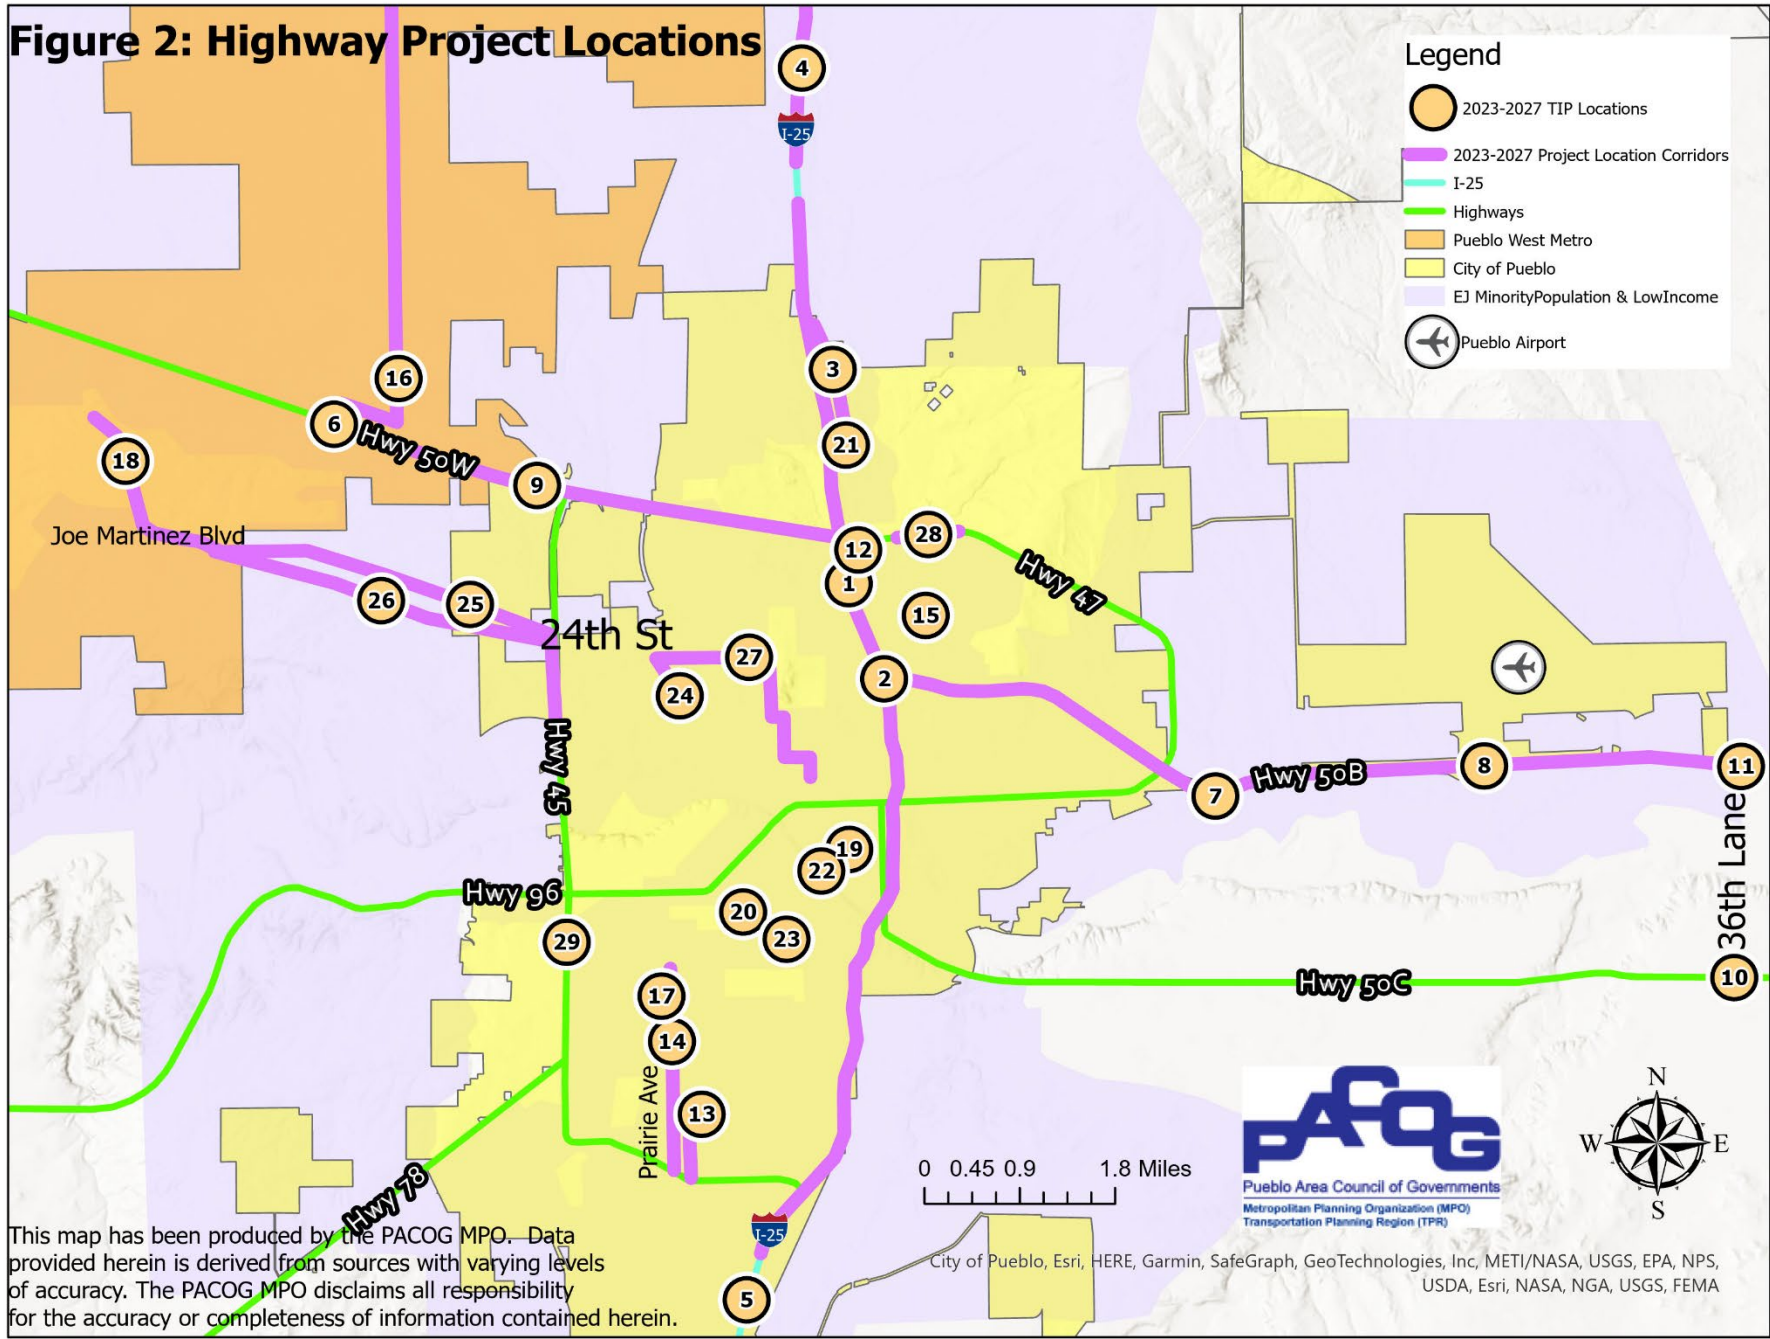 Figure 2: Highway Project Locations
4
I-25
Legend
2023-2027 TIP Locations
2023-2027 Project Location Corridors
I-25
Highways
Pueblo West Metro
City of Pueblo
EJ MinorityPopulation & LowIncome
Pueblo Airport
16
3
6
Hwy 50W
21
18
9
Joe Martinez Blvd
12
28
1
Hwy 47
26
25
15
24th St
27
2
24
Hwy 45
7
Hwy 50B
8
11
36th Lane
19
22
Hwy 96
20
23
29
17
10
Hwy 50C
14
Prairie Ave
13
Hwy 78
I-25
5
0 0.45 0.9 1.8 Miles
PACOG
Pueblo Area Council of Governments
Metropolitan Planning Organization (MPO)
Transportation Planning Region (TPR)
N
W E
S
This map has been produced by the PACOG MPO. Data
provided herein is derived from sources with varying levels
of accuracy. The PACOG MPO disclaims all responsibility
for the accuracy or completeness of information contained herein.
City of Pueblo, Esri, HERE, Garmin, SafeGraph, GeoTechnologies, Inc, METI/NASA, USGS, EPA, NPS,
USDA, Esri, NASA, NGA, USGS, FEMA